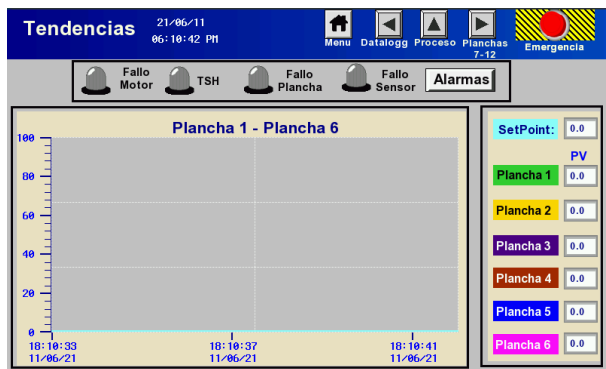 Tendencias
21/06/11
06:10:42 PM
Menu
Datalogg
Proceso
Planchas
7-12
Emergencia
Fallo
Motor
TSH
Fallo
Plancha
Fallo
Sensor
Alarmas
Plancha 1 - Plancha 6
100
80
60
40
20
0
18:10:33
11/06/21
18:10:37
11/06/21
18:10:41
11/06/21
SetPoint: 0.0
PV
Plancha 1 0.0
Plancha 2 0.0
Plancha 3 0.0
Plancha 4 0.0
Plancha 5 0.0
Plancha 6 0.0